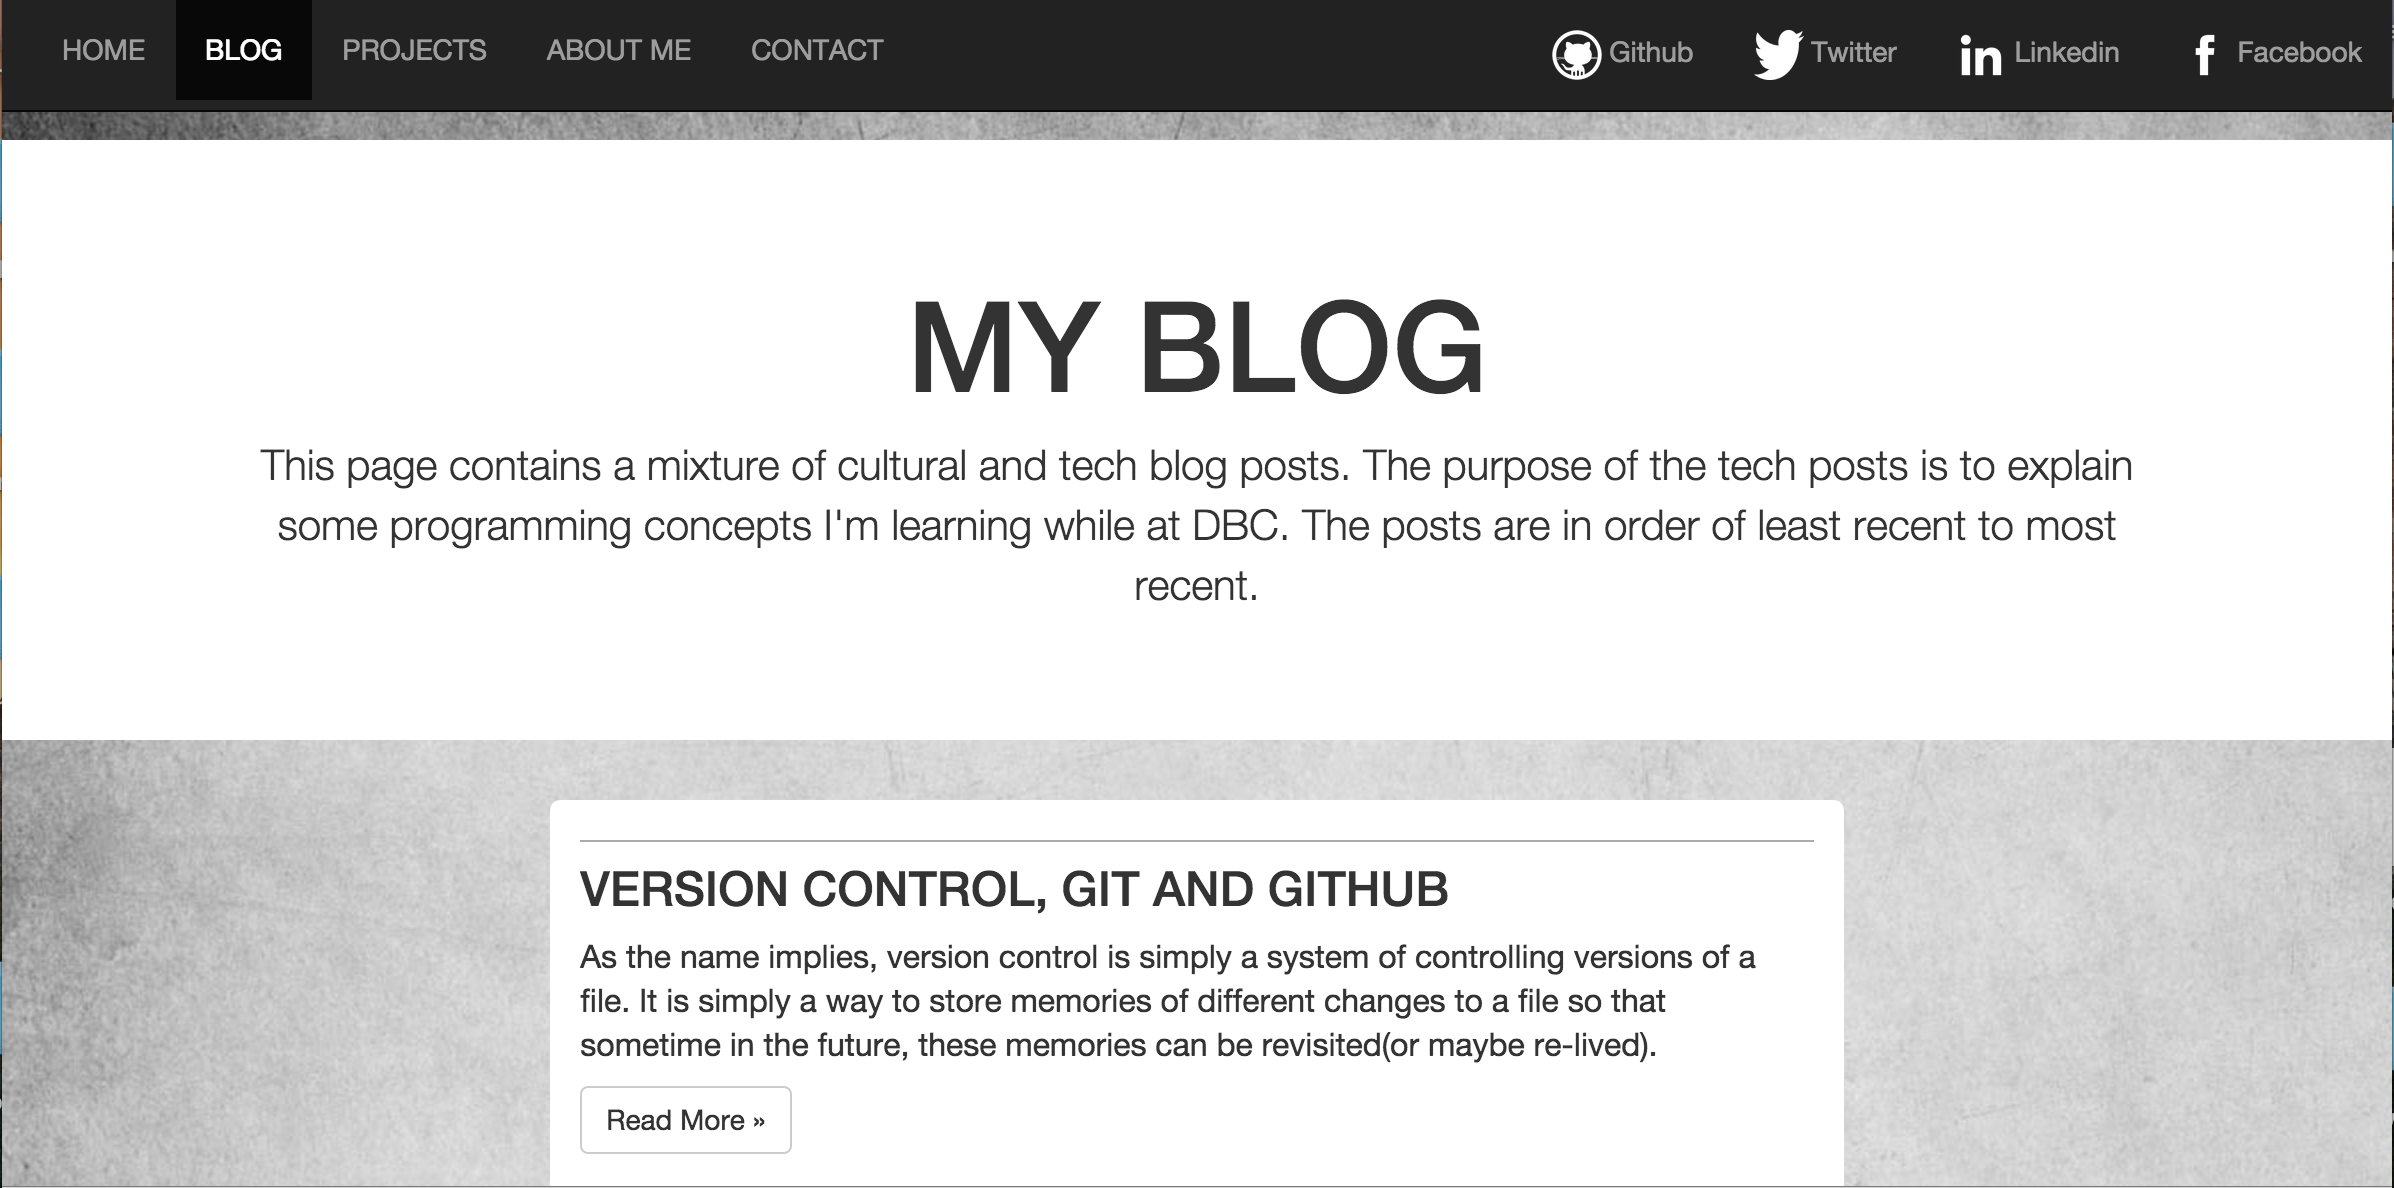 HOME BLOG PROJECTS ABOUT ME CONTACT Github Twitter Linkedin Facebook
MY BLOG
This page contains a mixture of cultural and tech blog posts. The purpose of the tech posts is to explain
some programming concepts I'm learning while at DBC. The posts are in order of least recent to most
recent.
VERSION CONTROL, GIT AND GITHUB
As the name implies, version control is simply a system of controlling versions of a
file. It is simply a way to store memories of different changes to a file so that
sometime in the future, these memories can be revisited(or maybe re-lived).
Read More »